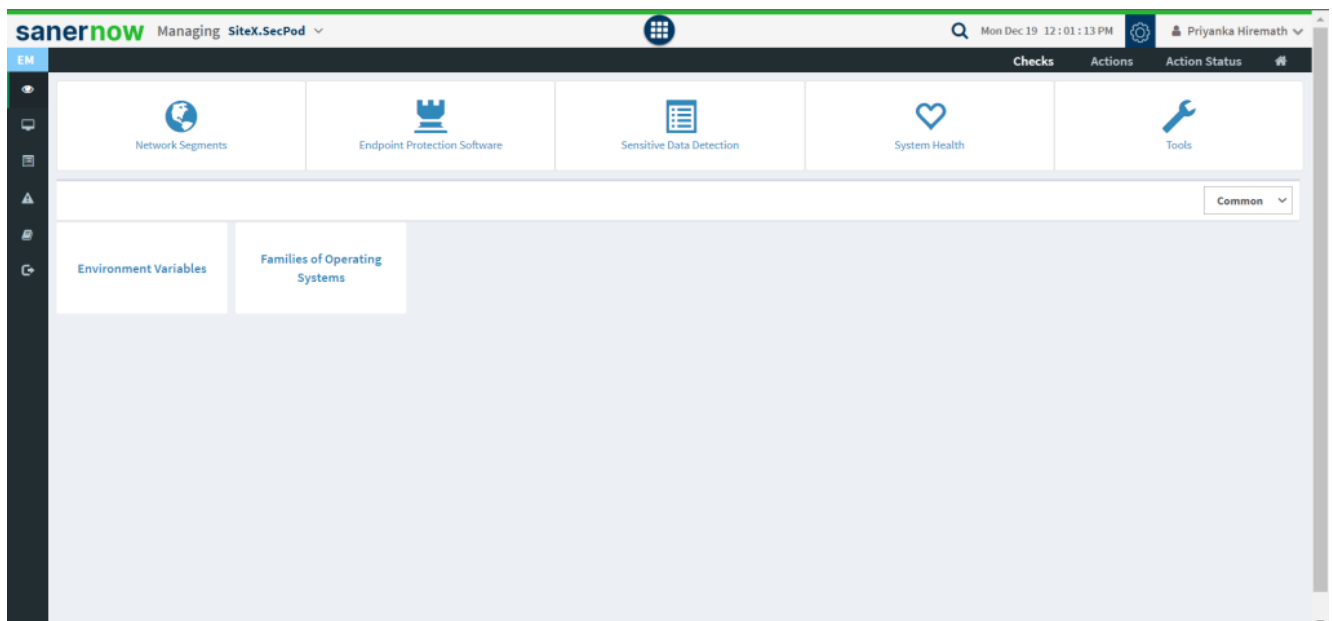 sanernow Managing SiteX.SecPod Mon Dec 19 12 : 01 : 13 PM Priyanka Hiremath
EM Checks Actions Action Status
Network Segments Endpoint Protection Software Sensitive Data Detection System Health Tools
Common
Environment Variables
Families of Operating
Systems